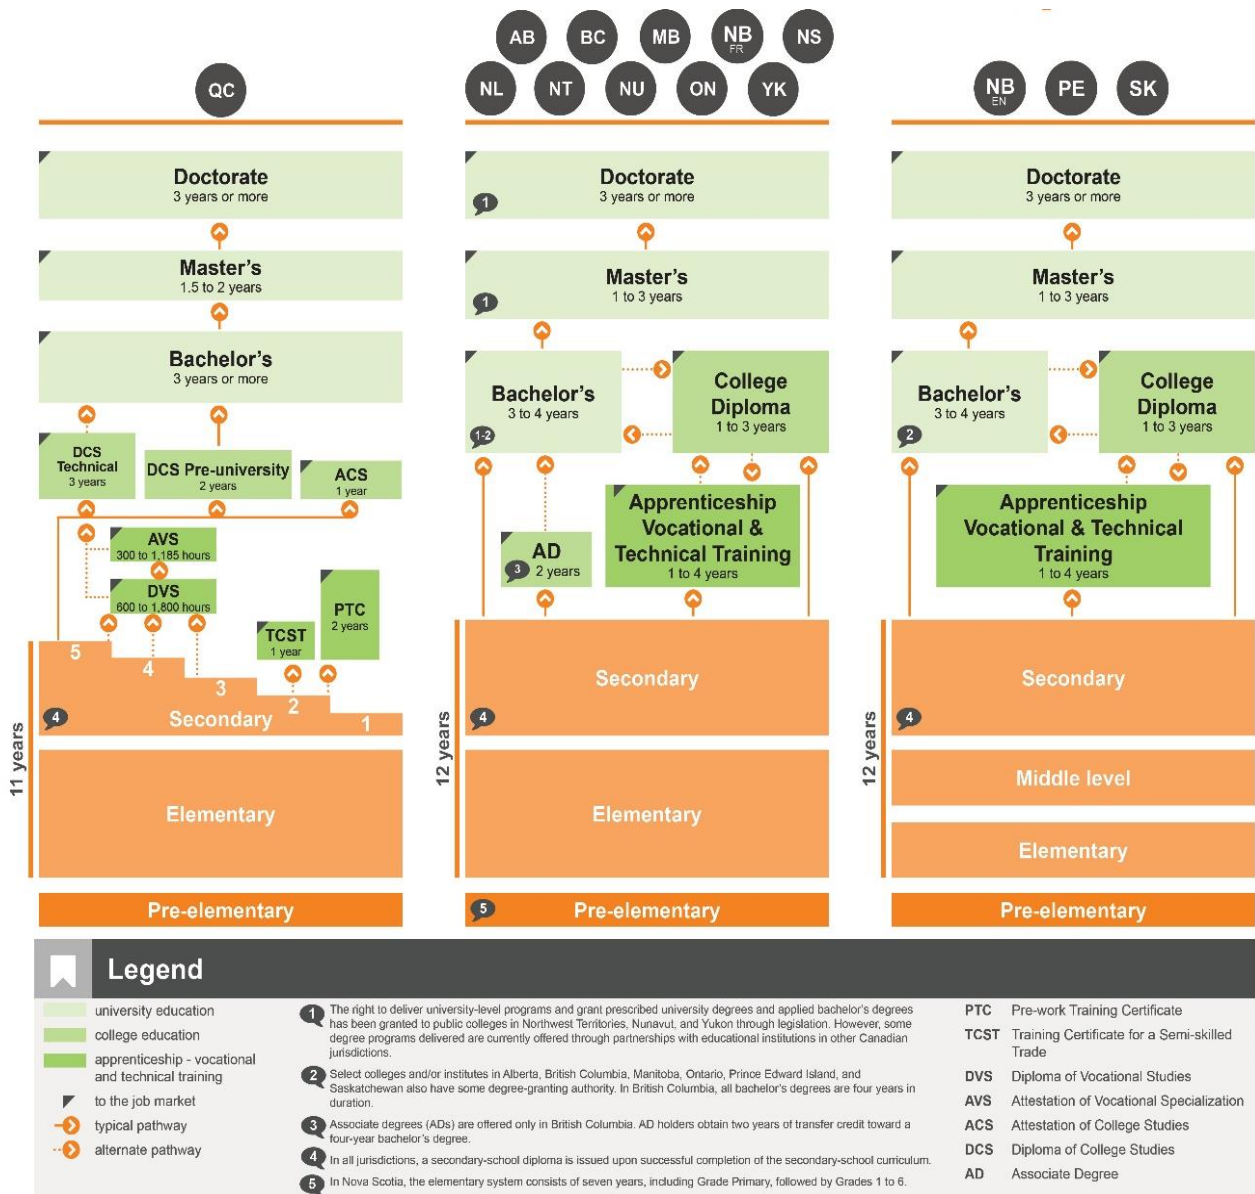 QC
Doctorate
3 years or more
Master's
1.5 to 2 years
Bachelor's
3 years or more
DCS
Technical
3 years
DCS Pre-university
2 years
ACS
1 year
AVS
300 to 1,185 hours
DVS
600 to 1,800 hours
PTC
2 years
TCST
1 year
5
4
3
2
1
Secondary
4
11 years
Elementary
Pre-elementary
AB
BC
MB
NB
FR
NS
NL
NT
NU
ON
YK
Doctorate
3 years or more
1
Master's
1 to 3 years
1
Bachelor's
3 to 4 years
1-2
College
Diploma
1 to 3 years
AD
2 years
3
Apprenticeship
Vocational &
Technical Training
1 to 4 years
Secondary
4
12 years
Elementary
5
Pre-elementary
NB
EN
PE
SK
Doctorate
3 years or more
Master's
1 to 3 years
Bachelor's
3 to 4 years
2
College
Diploma
1 to 3 years
Apprenticeship
Vocational & Technical
Training
1 to 4 years
Secondary
4
12 years
Middle level
Elementary
Pre-elementary
Legend
university education
college education
apprenticeship - vocational
and technical training
to the job market
typical pathway
alternate pathway
1 The right to deliver university-level programs and grant prescribed university degrees and applied bachelor's degrees
has been granted to public colleges in Northwest Territories, Nunavut, and Yukon through legislation. However, some
degree programs delivered are currently offered through partnerships with educational institutions in other Canadian
jurisdictions.
2 Select colleges and/or institutes in Alberta, British Columbia, Manitoba, Ontario, Prince Edward Island, and
Saskatchewan also have some degree-granting authority. In British Columbia, all bachelor's degrees are four years in
duration.
3 Associate degrees (ADs) are offered only in British Columbia. AD holders obtain two years of transfer credit toward a
four-year bachelor's degree.
4 In all jurisdictions, a secondary-school diploma is issued upon successful completion of the secondary-school curriculum.
5 In Nova Scotia, the elementary system consists of seven years, including Grade Primary, followed by Grades 1 to 6.
PTC Pre-work Training Certificate
TCST Training Certificate for a Semi-skilled
Trade
DVS Diploma of Vocational Studies
AVS Attestation of Vocational Specialization
ACS Attestation of College Studies
DCS Diploma of College Studies
AD Associate Degree